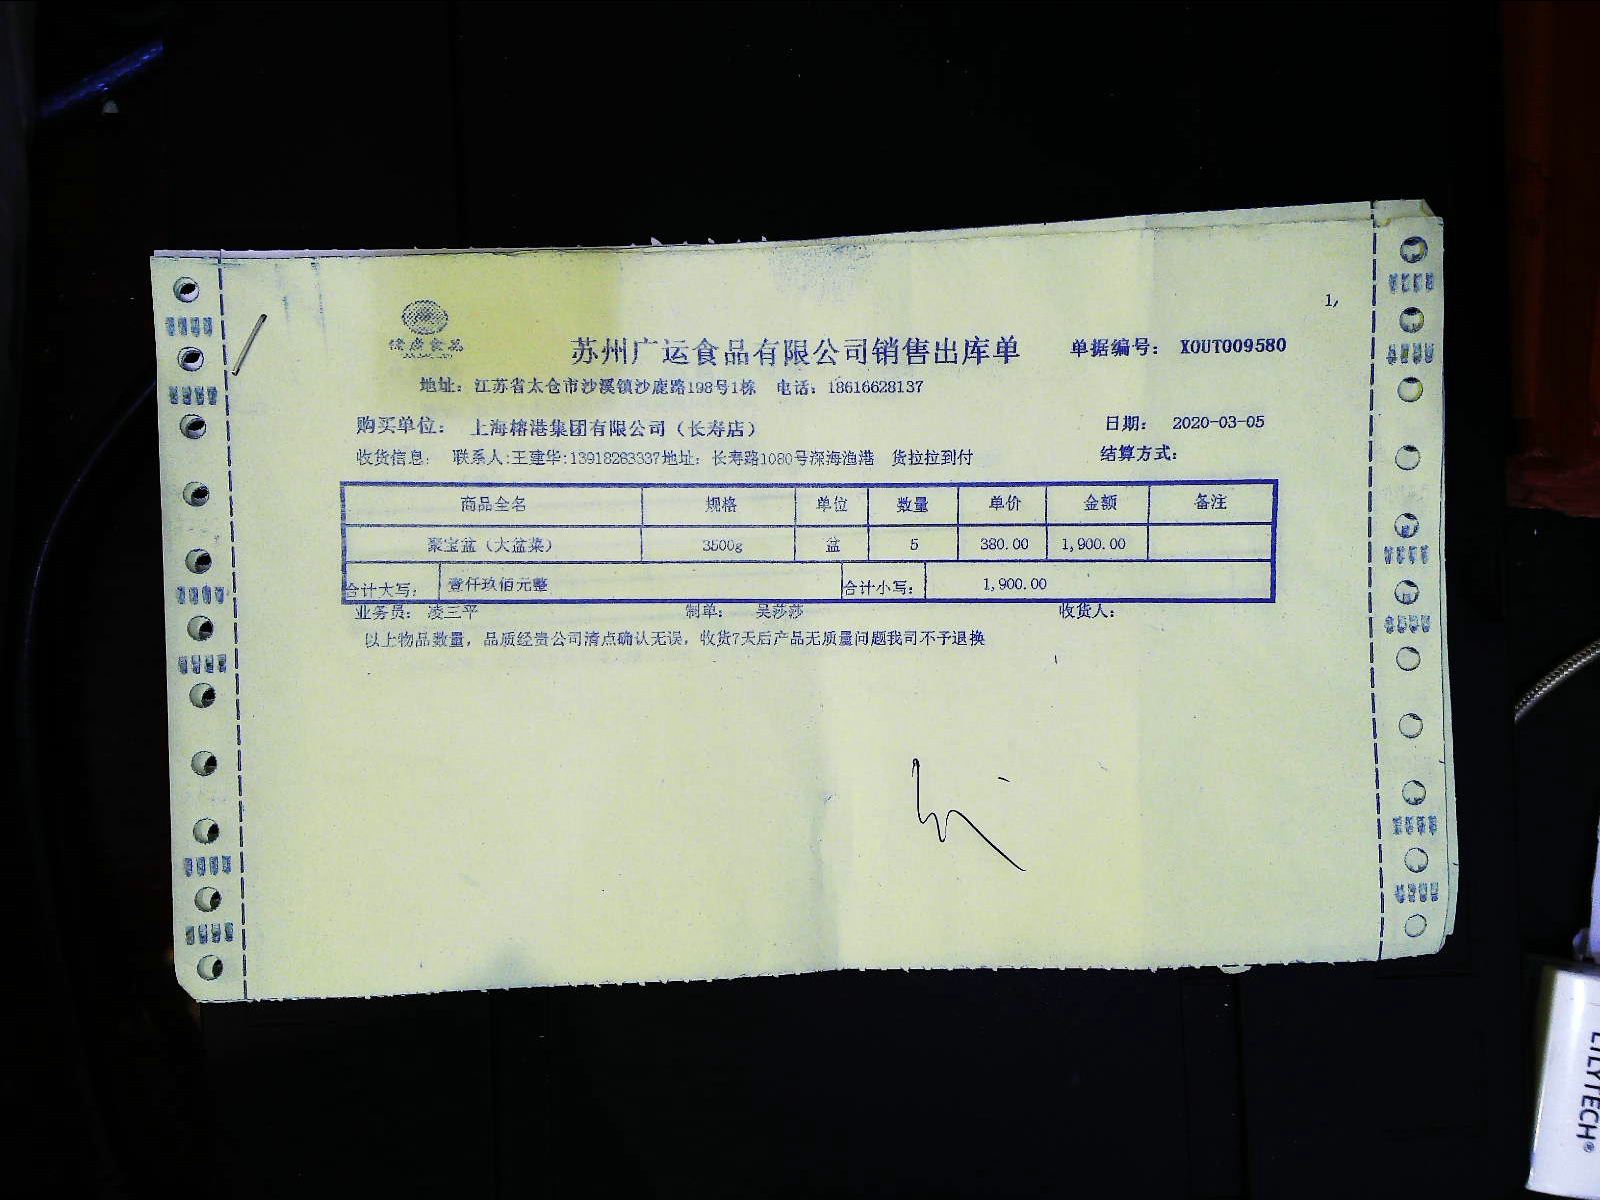 1,
食品
苏州广运食品有限公司销售出库单 单据编号： XOUT009580
地址：江苏省太仓市沙溪镇沙鹿路198号1栋 电话：18616628137
购买单位： 上海榕港集团有限公司（长寿店） 日期： 2020-03-05
收货信息： 联系人:王建华:13918263337地址：长寿路1080号深海渔港 货拉拉到付 结算方式：
商品全名 规格 单位 数量 单价 金额 备注
聚宝盆（大盆菜） 3500g 盆 5 380.00 1,900.00
合计大写： 壹仟玖佰元整 合计小写： 1,900.00
业务员： 凌三平 制单： 吴莎莎 收货人：
以上物品数量，品质经贵公司清点确认无误，收货7天后产品无质量问题我司不予退换
LILYTECH®